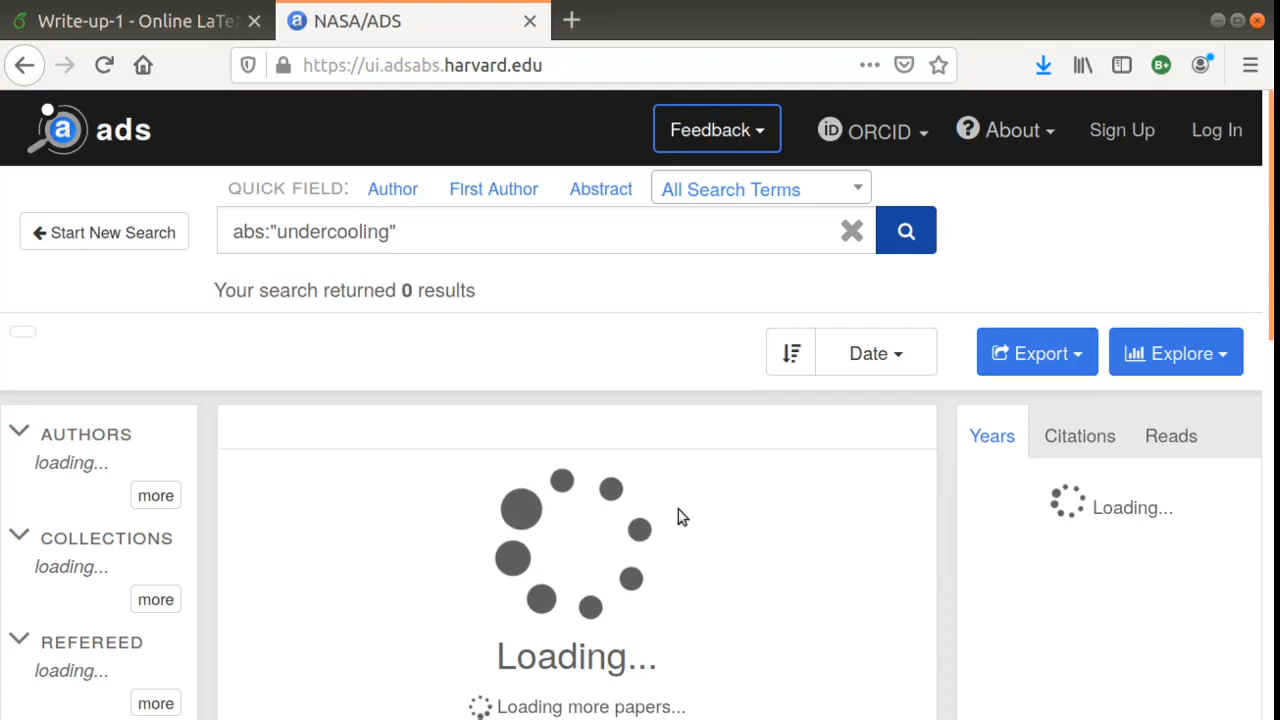 Write-up-1 - Online LaTe
NASA/ADS
https://ui.adsabs.harvard.edu
B+
a ads
Feedback
iD ORCID
? About
Sign Up
Log In
QUICK FIELD: Author First Author Abstract All Search Terms
Start New Search
abs:"undercooling"
Your search returned 0 results
Date
Export
Explore
AUTHORS
loading...
more
COLLECTIONS
loading...
more
REFEREED
loading...
more
Loading...
Loading more papers...
Years Citations Reads
Loading...